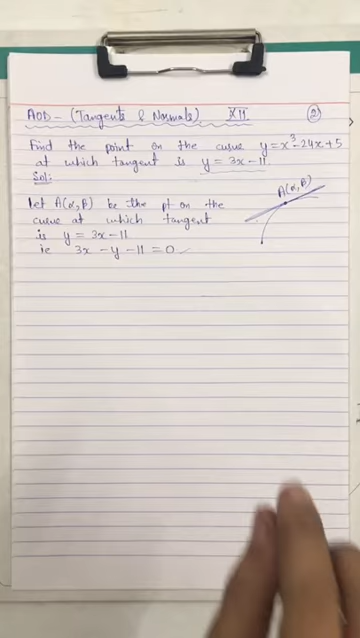 AOD - (Tangents & Normals) XII (2)
Find the point on the curve y = x³ - 24x + 5
at which tangent is y = 3x - 11.
Sol:
A(α, β)
Let A(α, β) be the pt on the
curve at which tangent
is y = 3x - 11
ie 3x - y - 11 = 0